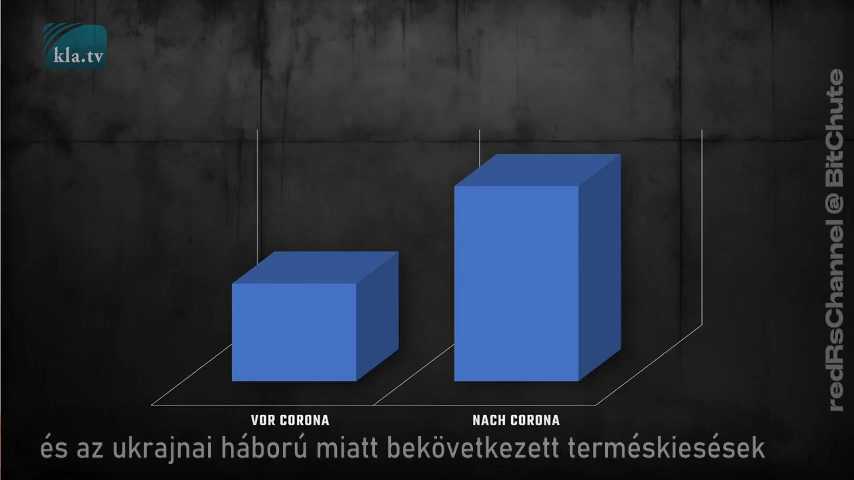 kla.tv
redRsChannel @ BitChute
VOR CORONA
NACH CORONA
és az ukrajnai háború miatt bekövetkezett terméskiesések